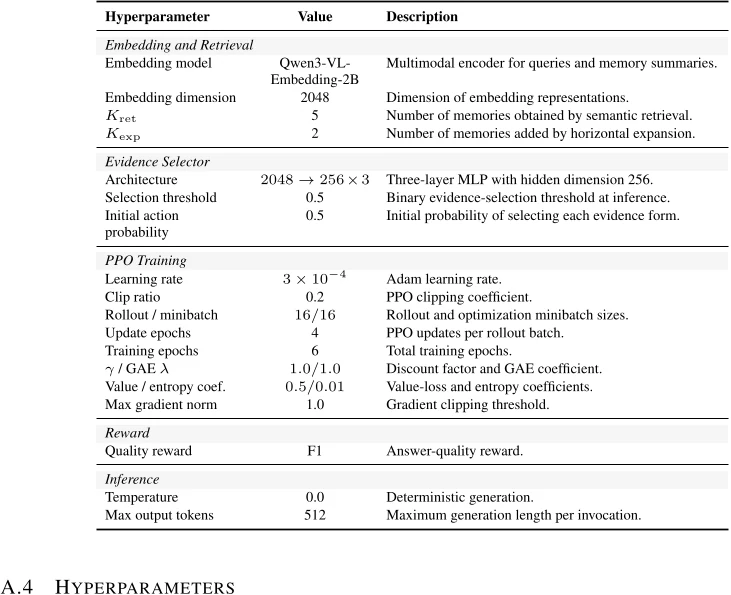 Hyperparameter Value Description
Embedding and Retrieval
Embedding model Qwen3-VL- Multimodal encoder for queries and memory summaries.
Embedding-2B
Embedding dimension 2048 Dimension of embedding representations.
K_ret 5 Number of memories obtained by semantic retrieval.
K_exp 2 Number of memories added by horizontal expansion.
Evidence Selector
Architecture 2048 → 256 × 3 Three-layer MLP with hidden dimension 256.
Selection threshold 0.5 Binary evidence-selection threshold at inference.
Initial action 0.5 Initial probability of selecting each evidence form.
probability
PPO Training
Learning rate 3 × 10⁻⁴ Adam learning rate.
Clip ratio 0.2 PPO clipping coefficient.
Rollout / minibatch 16/16 Rollout and optimization minibatch sizes.
Update epochs 4 PPO updates per rollout batch.
Training epochs 6 Total training epochs.
γ / GAE λ 1.0/1.0 Discount factor and GAE coefficient.
Value / entropy coef. 0.5/0.01 Value-loss and entropy coefficients.
Max gradient norm 1.0 Gradient clipping threshold.
Reward
Quality reward F1 Answer-quality reward.
Inference
Temperature 0.0 Deterministic generation.
Max output tokens 512 Maximum generation length per invocation.
A.4 HYPERPARAMETERS